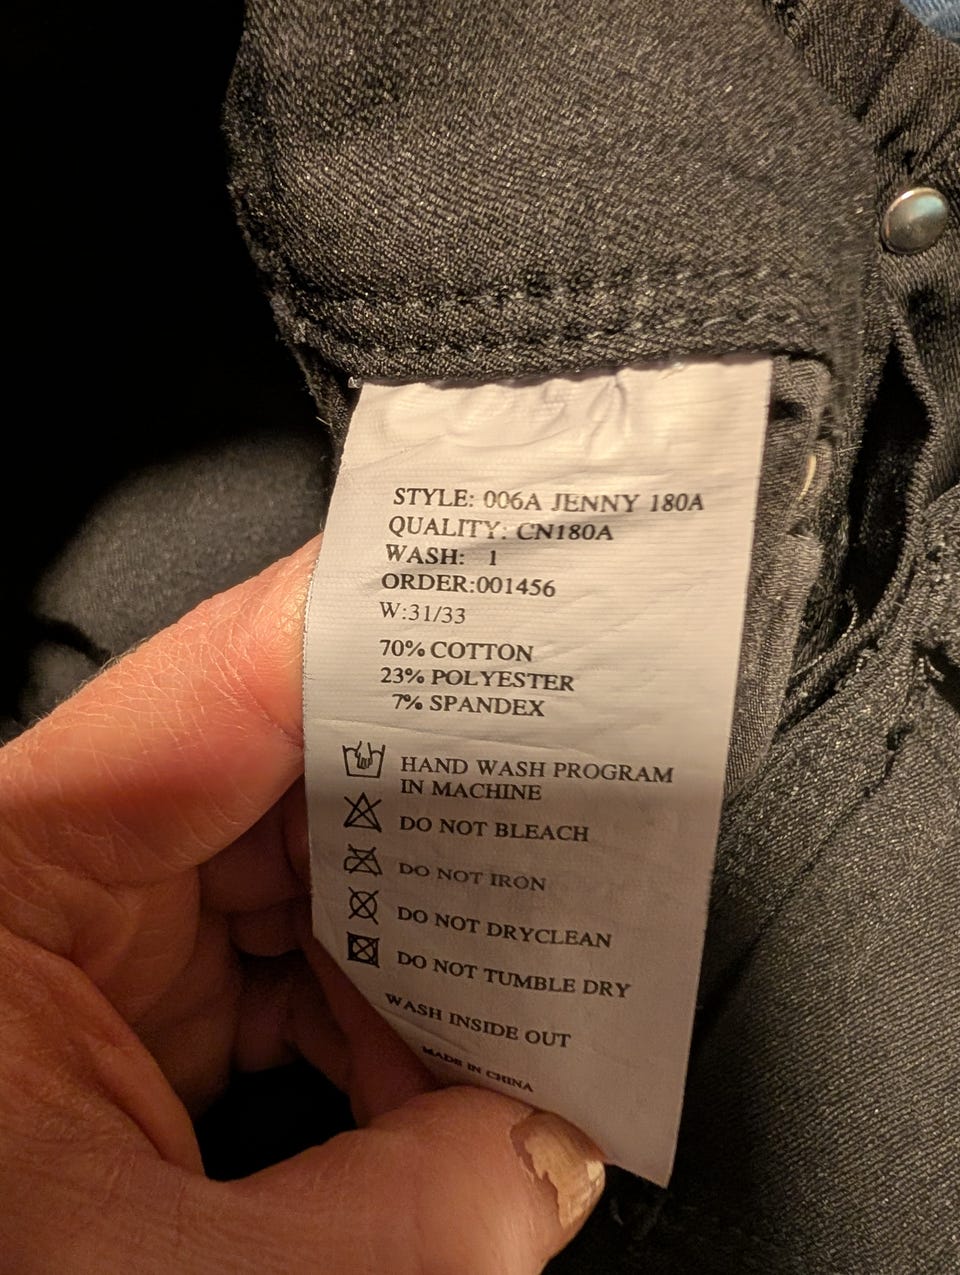 STYLE: 006A JENNY 180A
QUALITY: CN180A
WASH: 1
ORDER:001456
W:31/33
70% COTTON
23% POLYESTER
7% SPANDEX
HAND WASH PROGRAM
IN MACHINE
DO NOT BLEACH
DO NOT IRON
DO NOT DRYCLEAN
DO NOT TUMBLE DRY
WASH INSIDE OUT
MADE IN CHINA